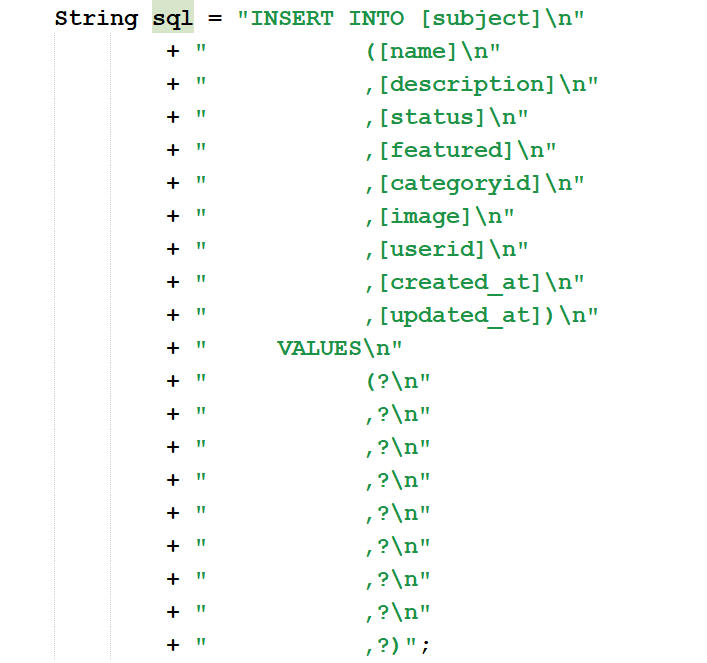 String sql = "INSERT INTO [subject]\n"
+ "           ([name]\n"
+ "           ,[description]\n"
+ "           ,[status]\n"
+ "           ,[featured]\n"
+ "           ,[categoryid]\n"
+ "           ,[image]\n"
+ "           ,[userid]\n"
+ "           ,[created_at]\n"
+ "           ,[updated_at])\n"
+ "     VALUES\n"
+ "           (?\n"
+ "           ,?\n"
+ "           ,?\n"
+ "           ,?\n"
+ "           ,?\n"
+ "           ,?\n"
+ "           ,?\n"
+ "           ,?\n"
+ "           ,?)";